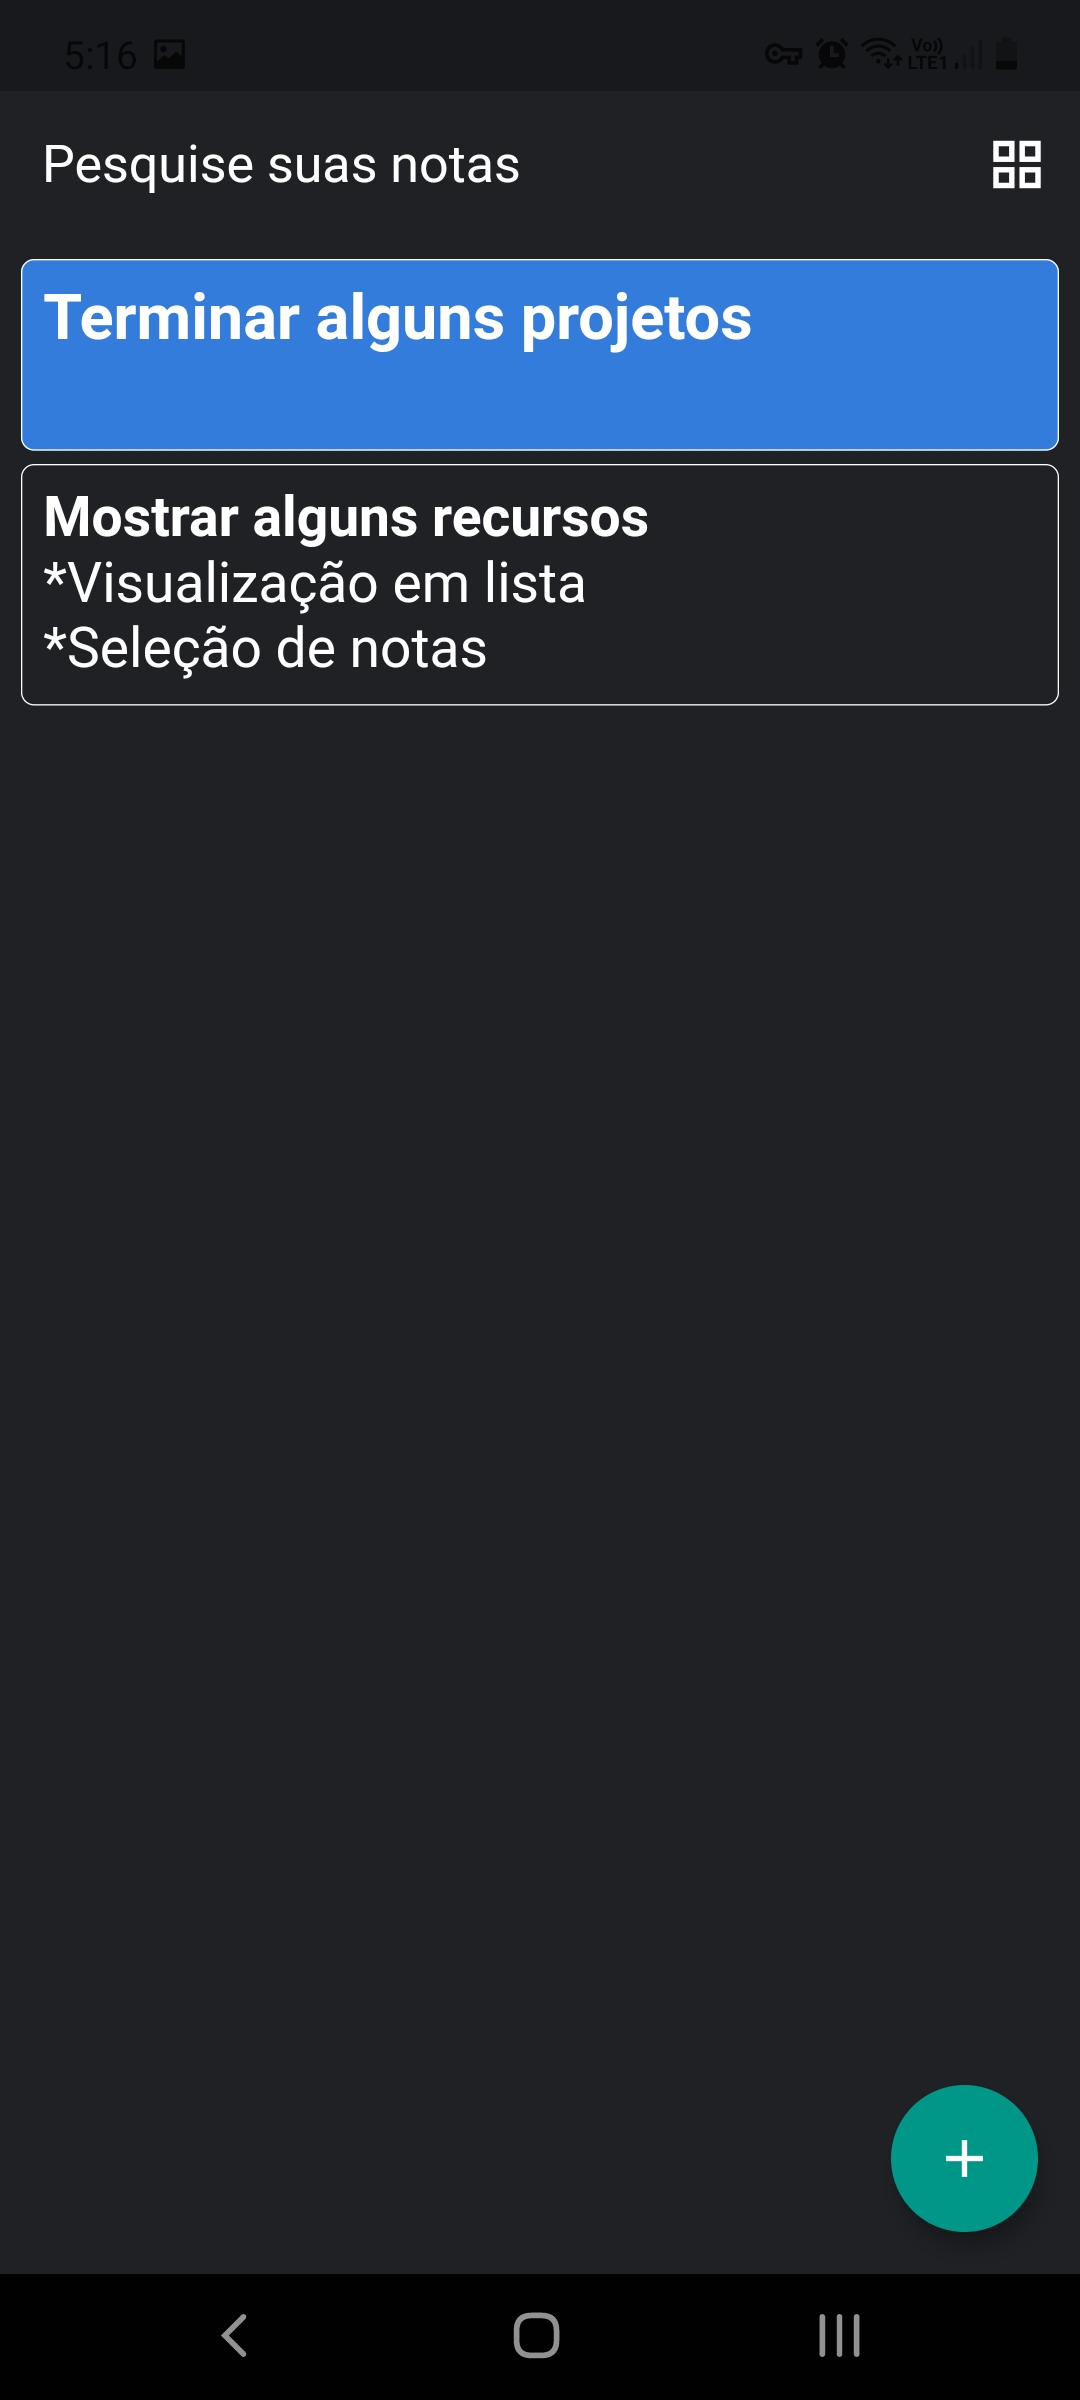 5:16
Vo)) LTE1
Pesquise suas notas
Terminar alguns projetos
Mostrar alguns recursos
*Visualização em lista
*Seleção de notas